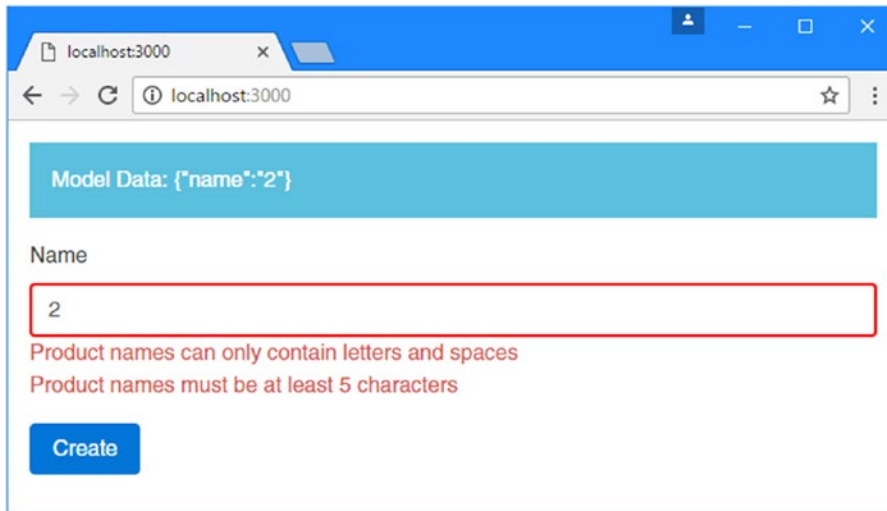 localhost:3000
localhost:3000
Model Data: {"name":"2"}
Name
2
Product names can only contain letters and spaces
Product names must be at least 5 characters
Create